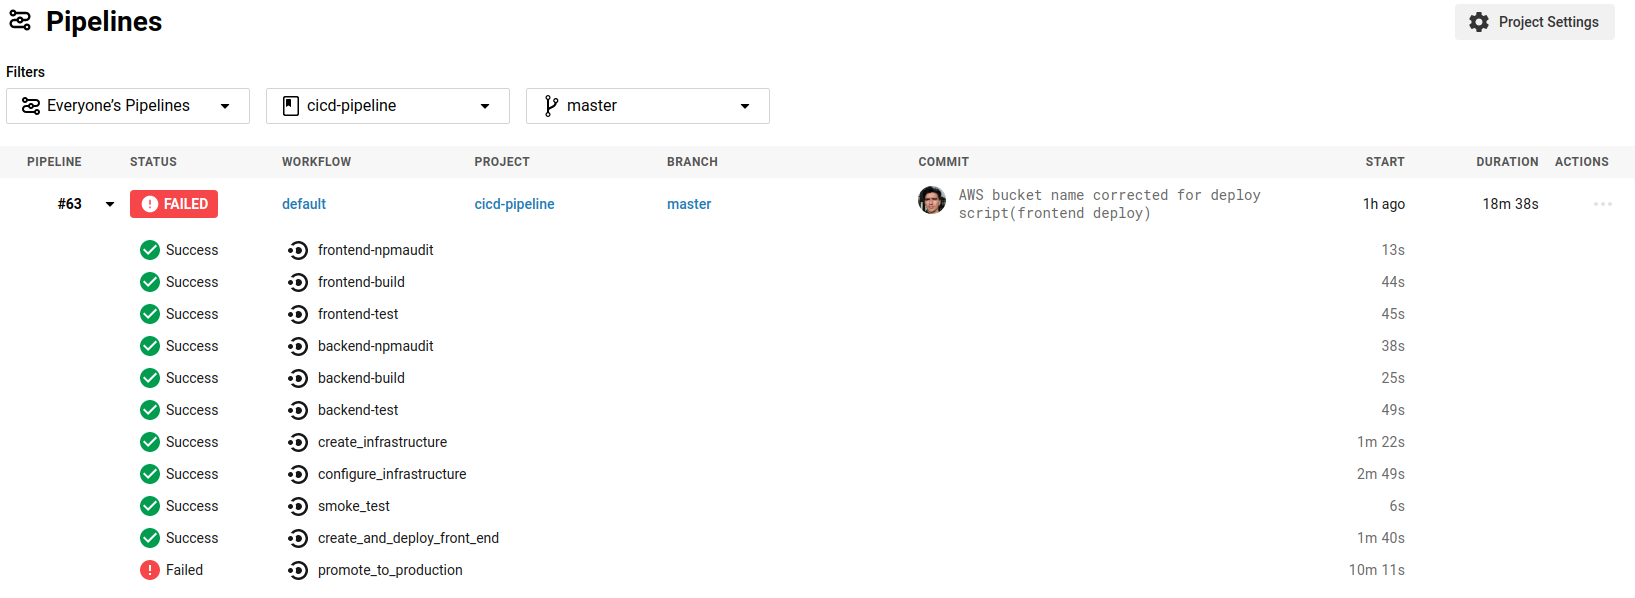 Pipelines
Project Settings
Filters
Everyone's Pipelines cicd-pipeline master
PIPELINE STATUS WORKFLOW PROJECT BRANCH COMMIT START DURATION ACTIONS
#63 FAILED default cicd-pipeline master AWS bucket name corrected for deploy 1h ago 18m 38s
script(frontend deploy)
Success frontend-npmaudit 13s
Success frontend-build 44s
Success frontend-test 45s
Success backend-npmaudit 38s
Success backend-build 25s
Success backend-test 49s
Success create_infrastructure 1m 22s
Success configure_infrastructure 2m 49s
Success smoke_test 6s
Success create_and_deploy_front_end 1m 40s
Failed promote_to_production 10m 11s